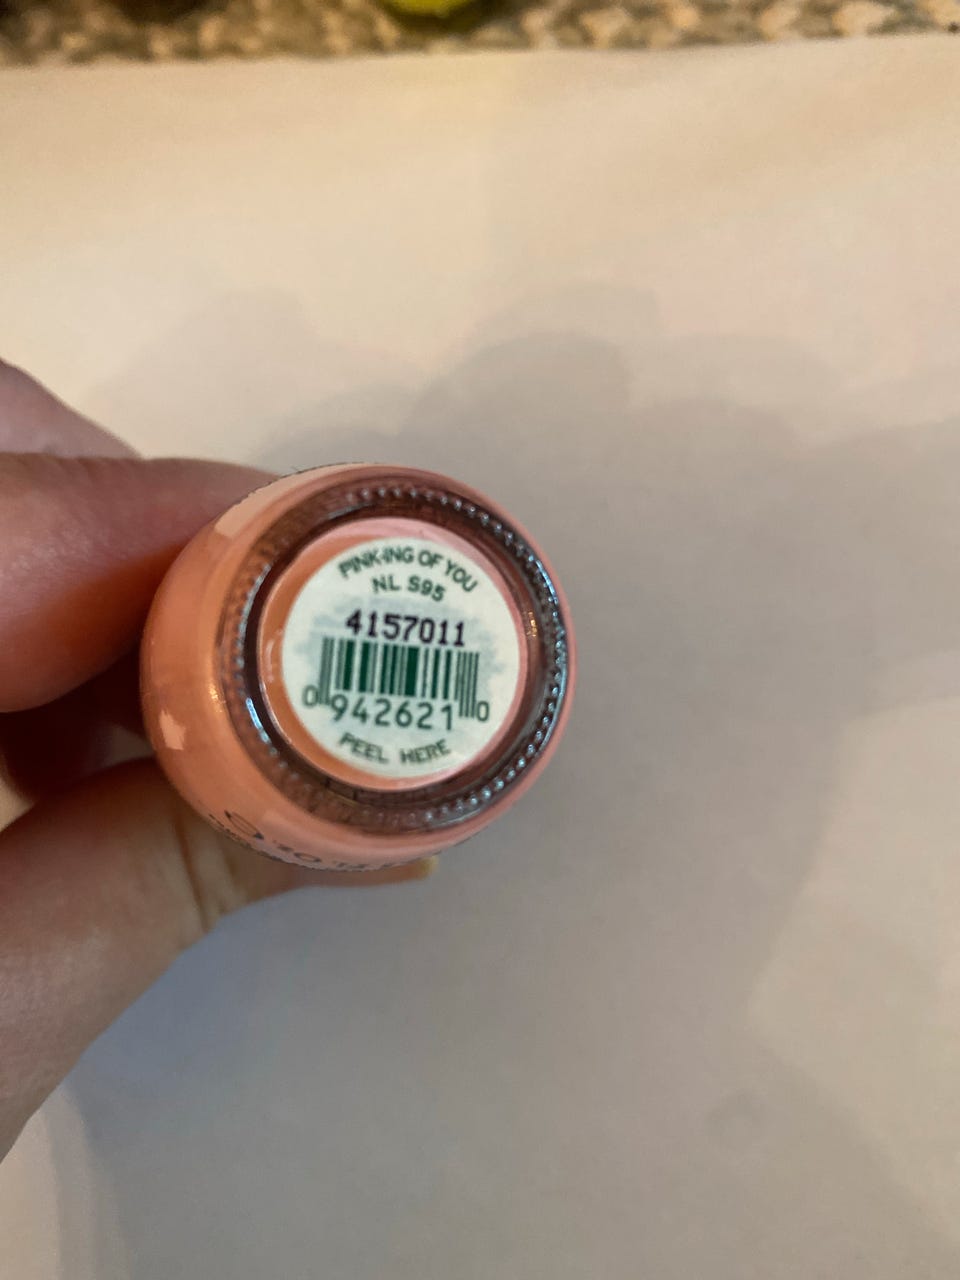 PINK-ING OF YOU
NL S95
4157011
0 942621 0
PEEL HERE